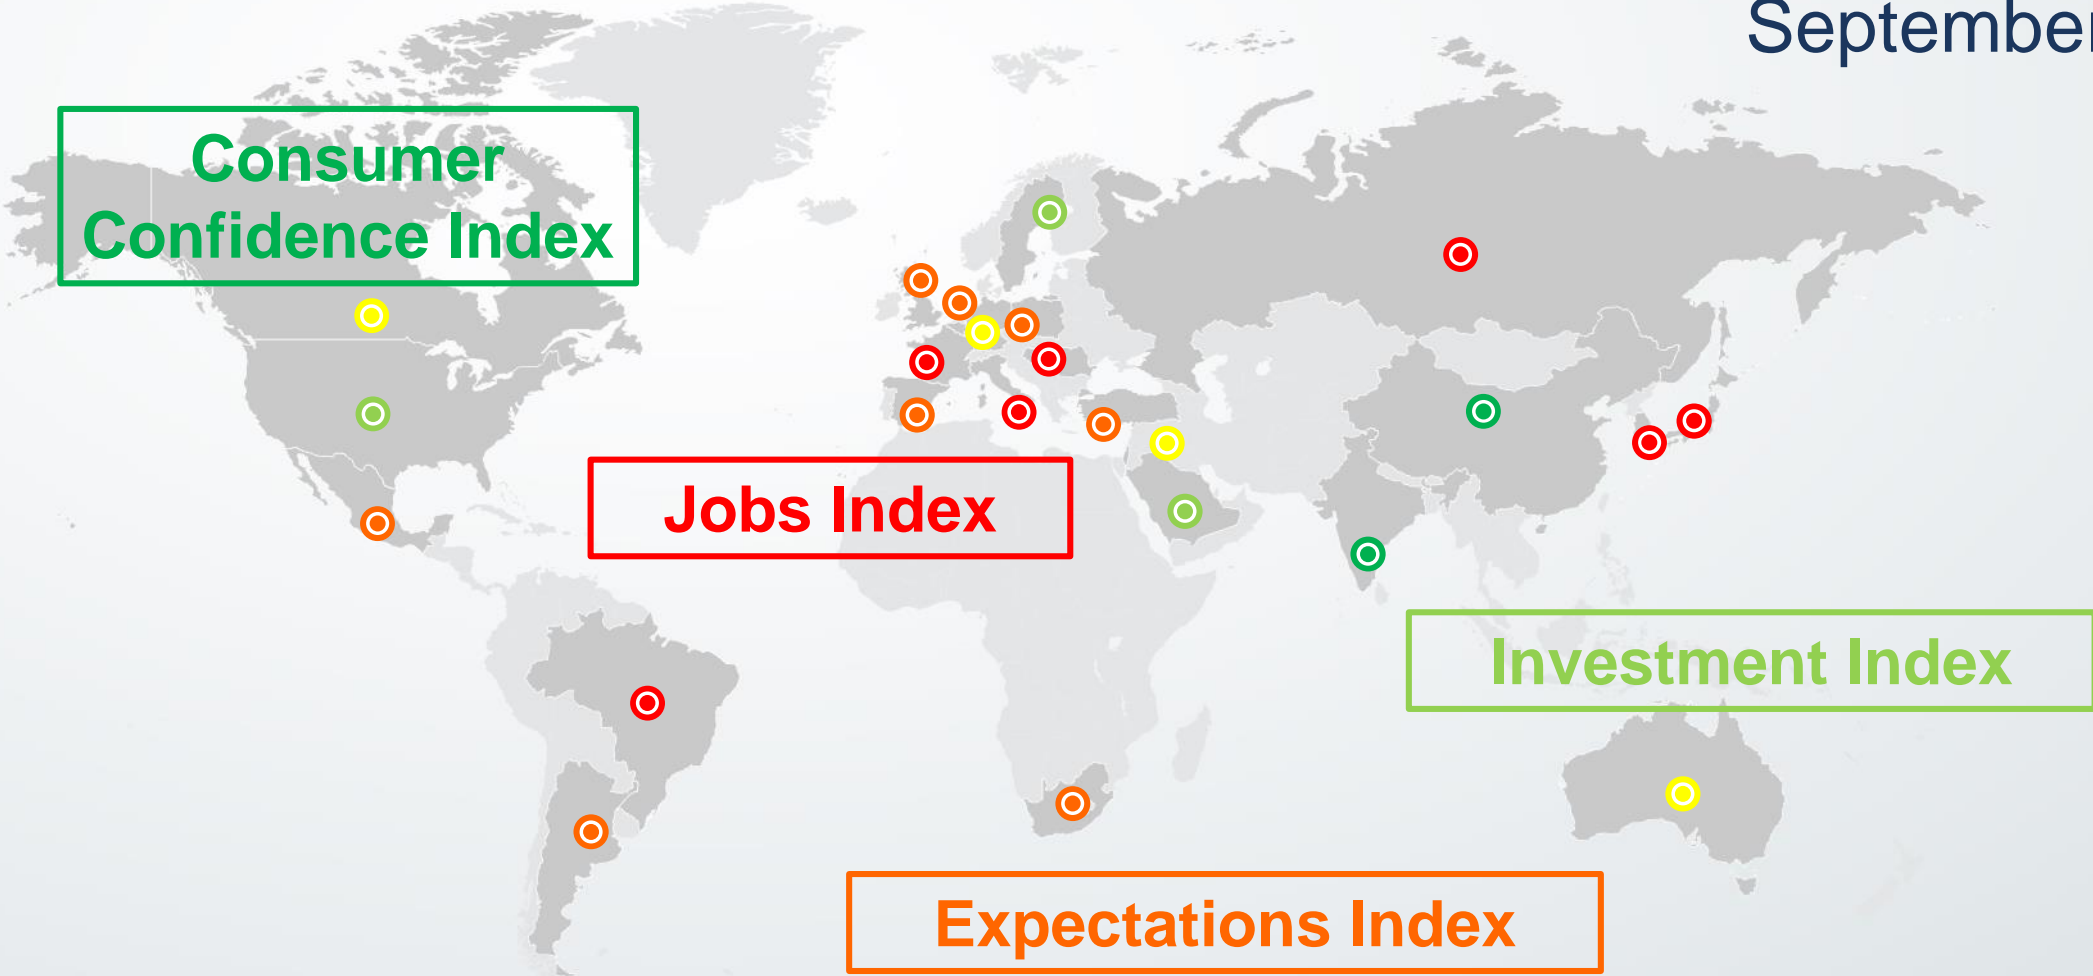 September
Consumer
Confidence Index
Jobs Index
Investment Index
Expectations Index